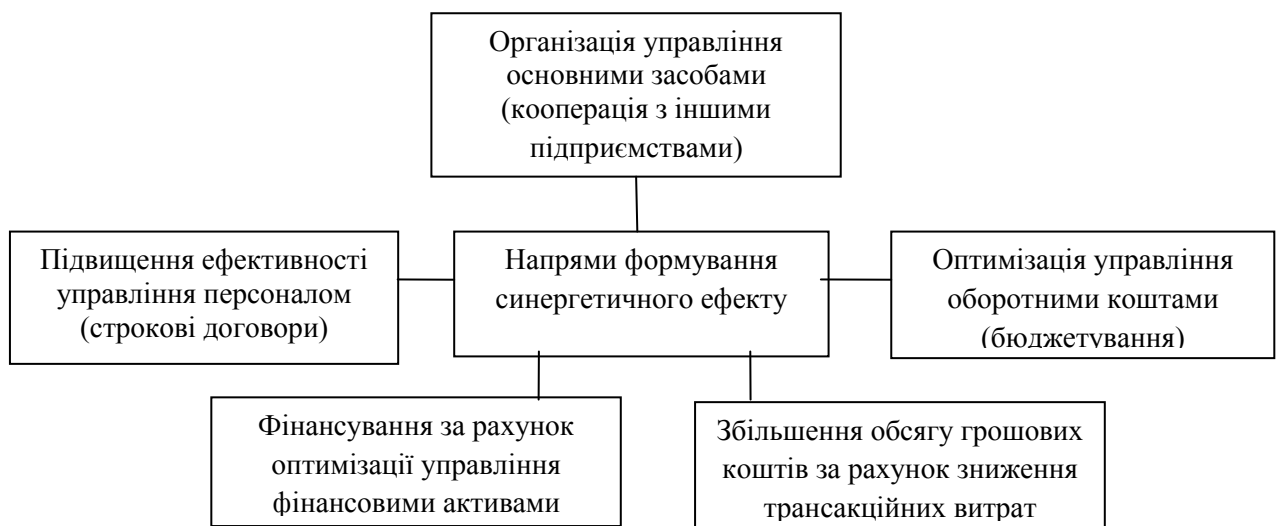 Організація управління
основними засобами
(кооперація з іншими
підприємствами)
Підвищення ефективності
управління персоналом
(строкові договори)
Напрями формування
синергетичного ефекту
Оптимізація управління
оборотними коштами
(бюджетування)
Фінансування за рахунок
оптимізації управління
фінансовими активами
Збільшення обсягу грошових
коштів за рахунок зниження
трансакційних витрат